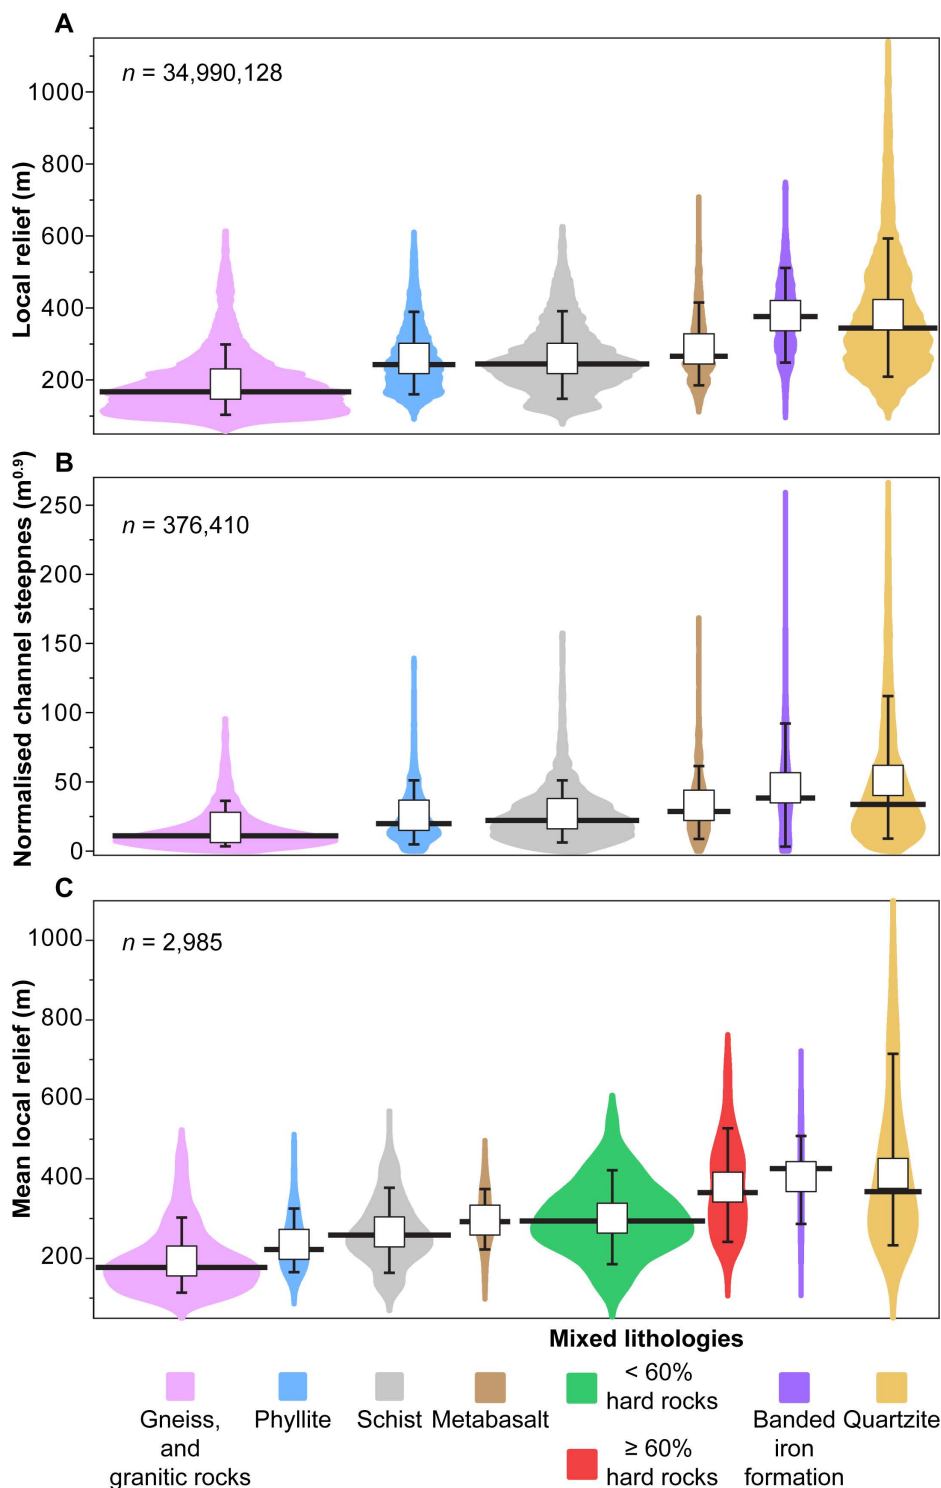 A
n = 34,990,128
Local relief (m)
1000
800
600
400
200
B
n = 376,410
Normalised channel steepnes (m0.9)
250
200
150
100
50
0
C
n = 2,985
Mean local relief (m)
1000
800
600
400
200
Mixed lithologies
Gneiss,
and
granitic rocks
Phyllite
Schist
Metabasalt
< 60%
hard rocks
≥ 60%
hard rocks
Banded
iron
formation
Quartzite